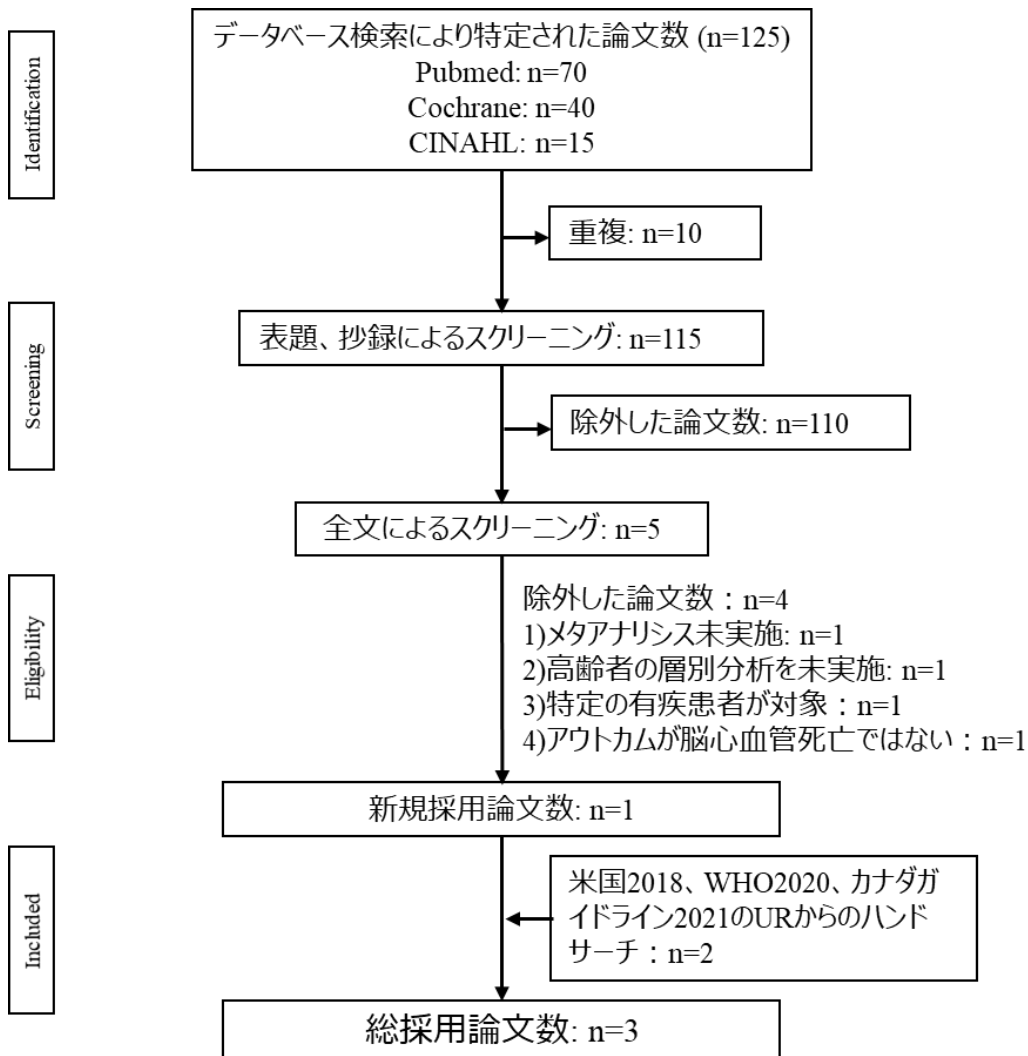 Identification
データベース検索により特定された論文数 (n=125)
Pubmed: n=70
Cochrane: n=40
CINAHL: n=15
重複: n=10
Screening
表題、抄録によるスクリーニング: n=115
除外した論文数: n=110
全文によるスクリーニング: n=5
Eligibility
除外した論文数：n=4
1)メタアナリシス未実施: n=1
2)高齢者の層別分析を未実施: n=1
3)特定の有疾患者が対象：n=1
4)アウトカムが脳心血管死亡ではない：n=1
新規採用論文数: n=1
Included
米国2018、WHO2020、カナダガ
イドライン2021のURからのハンド
サーチ：n=2
総採用論文数: n=3